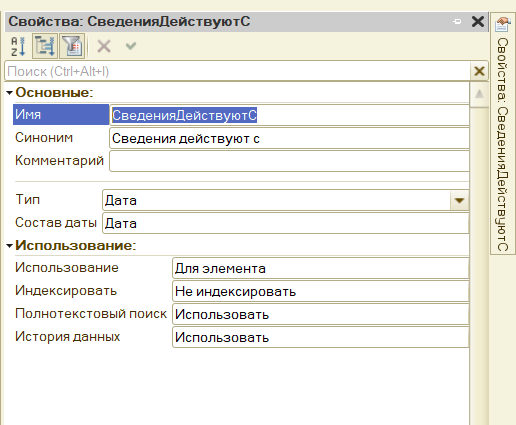 Свойства: СведенияДействуютС
Поиск (Ctrl+Alt+I)
Основные:
Имя СведенияДействуютС
Синоним Сведения действуют с
Комментарий
Тип Дата
Состав даты Дата
Использование:
Использование Для элемента
Индексировать Не индексировать
Полнотекстовый поиск Использовать
История данных Использовать
Свойства: СведенияДействуютС